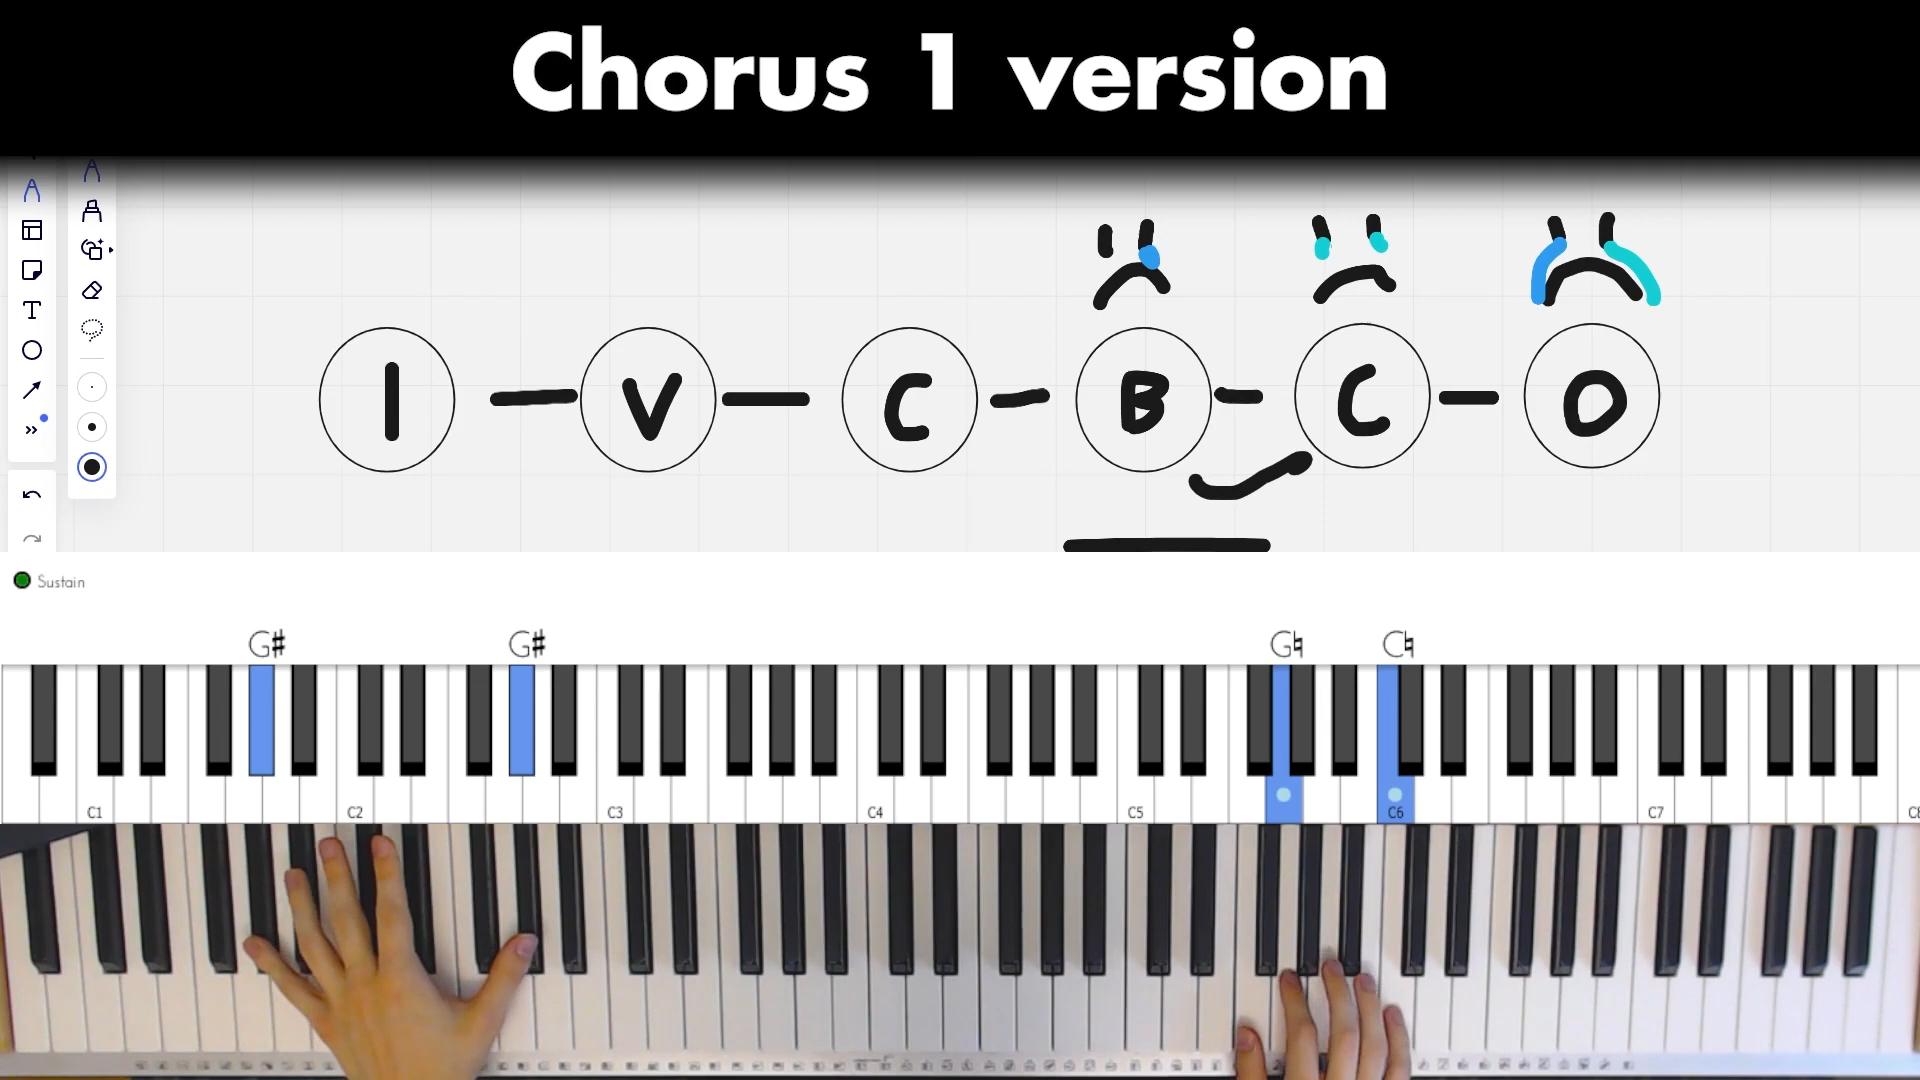 Chorus 1 version
I — V — C — B — C — O
T
Sustain
G# G# G♮ C♮
C1 C2 C3 C4 C5 C6 C7